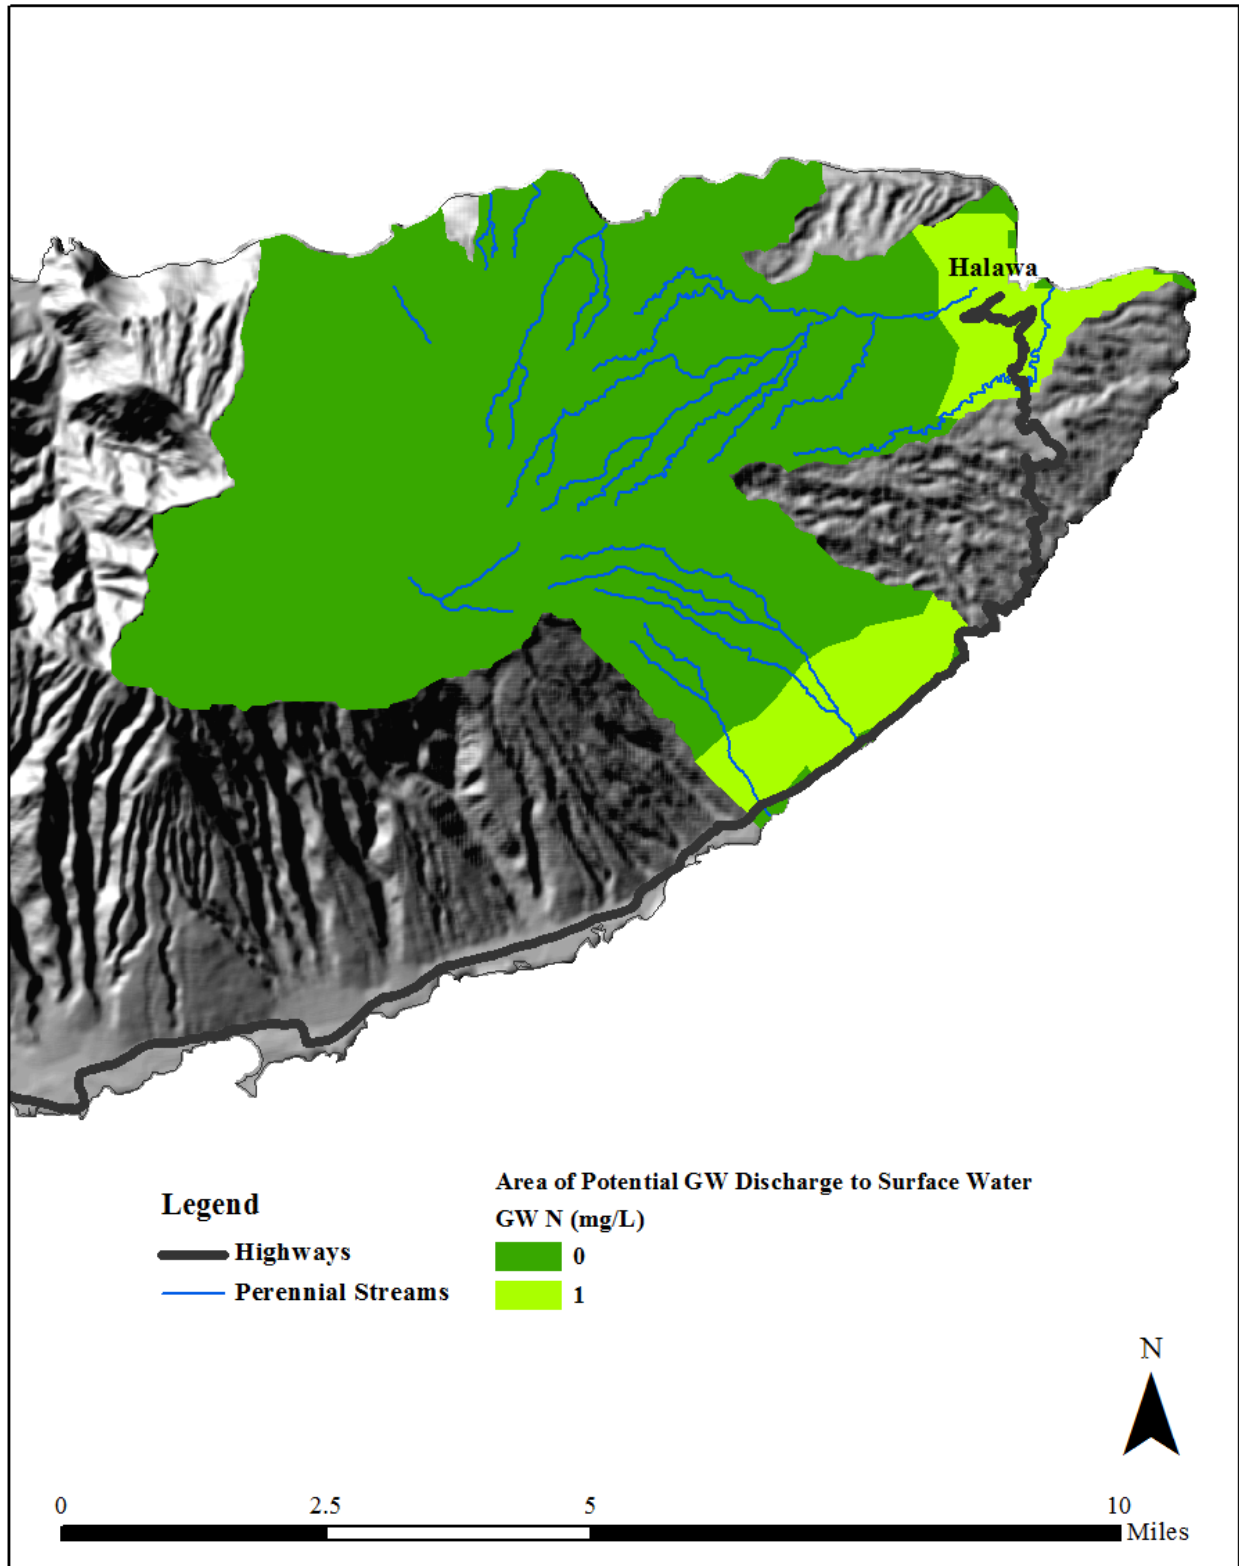 Halawa
Legend
Highways
Perennial Streams
Area of Potential GW Discharge to Surface Water
GW N (mg/L)
0
1
N
0 2.5 5 10
Miles